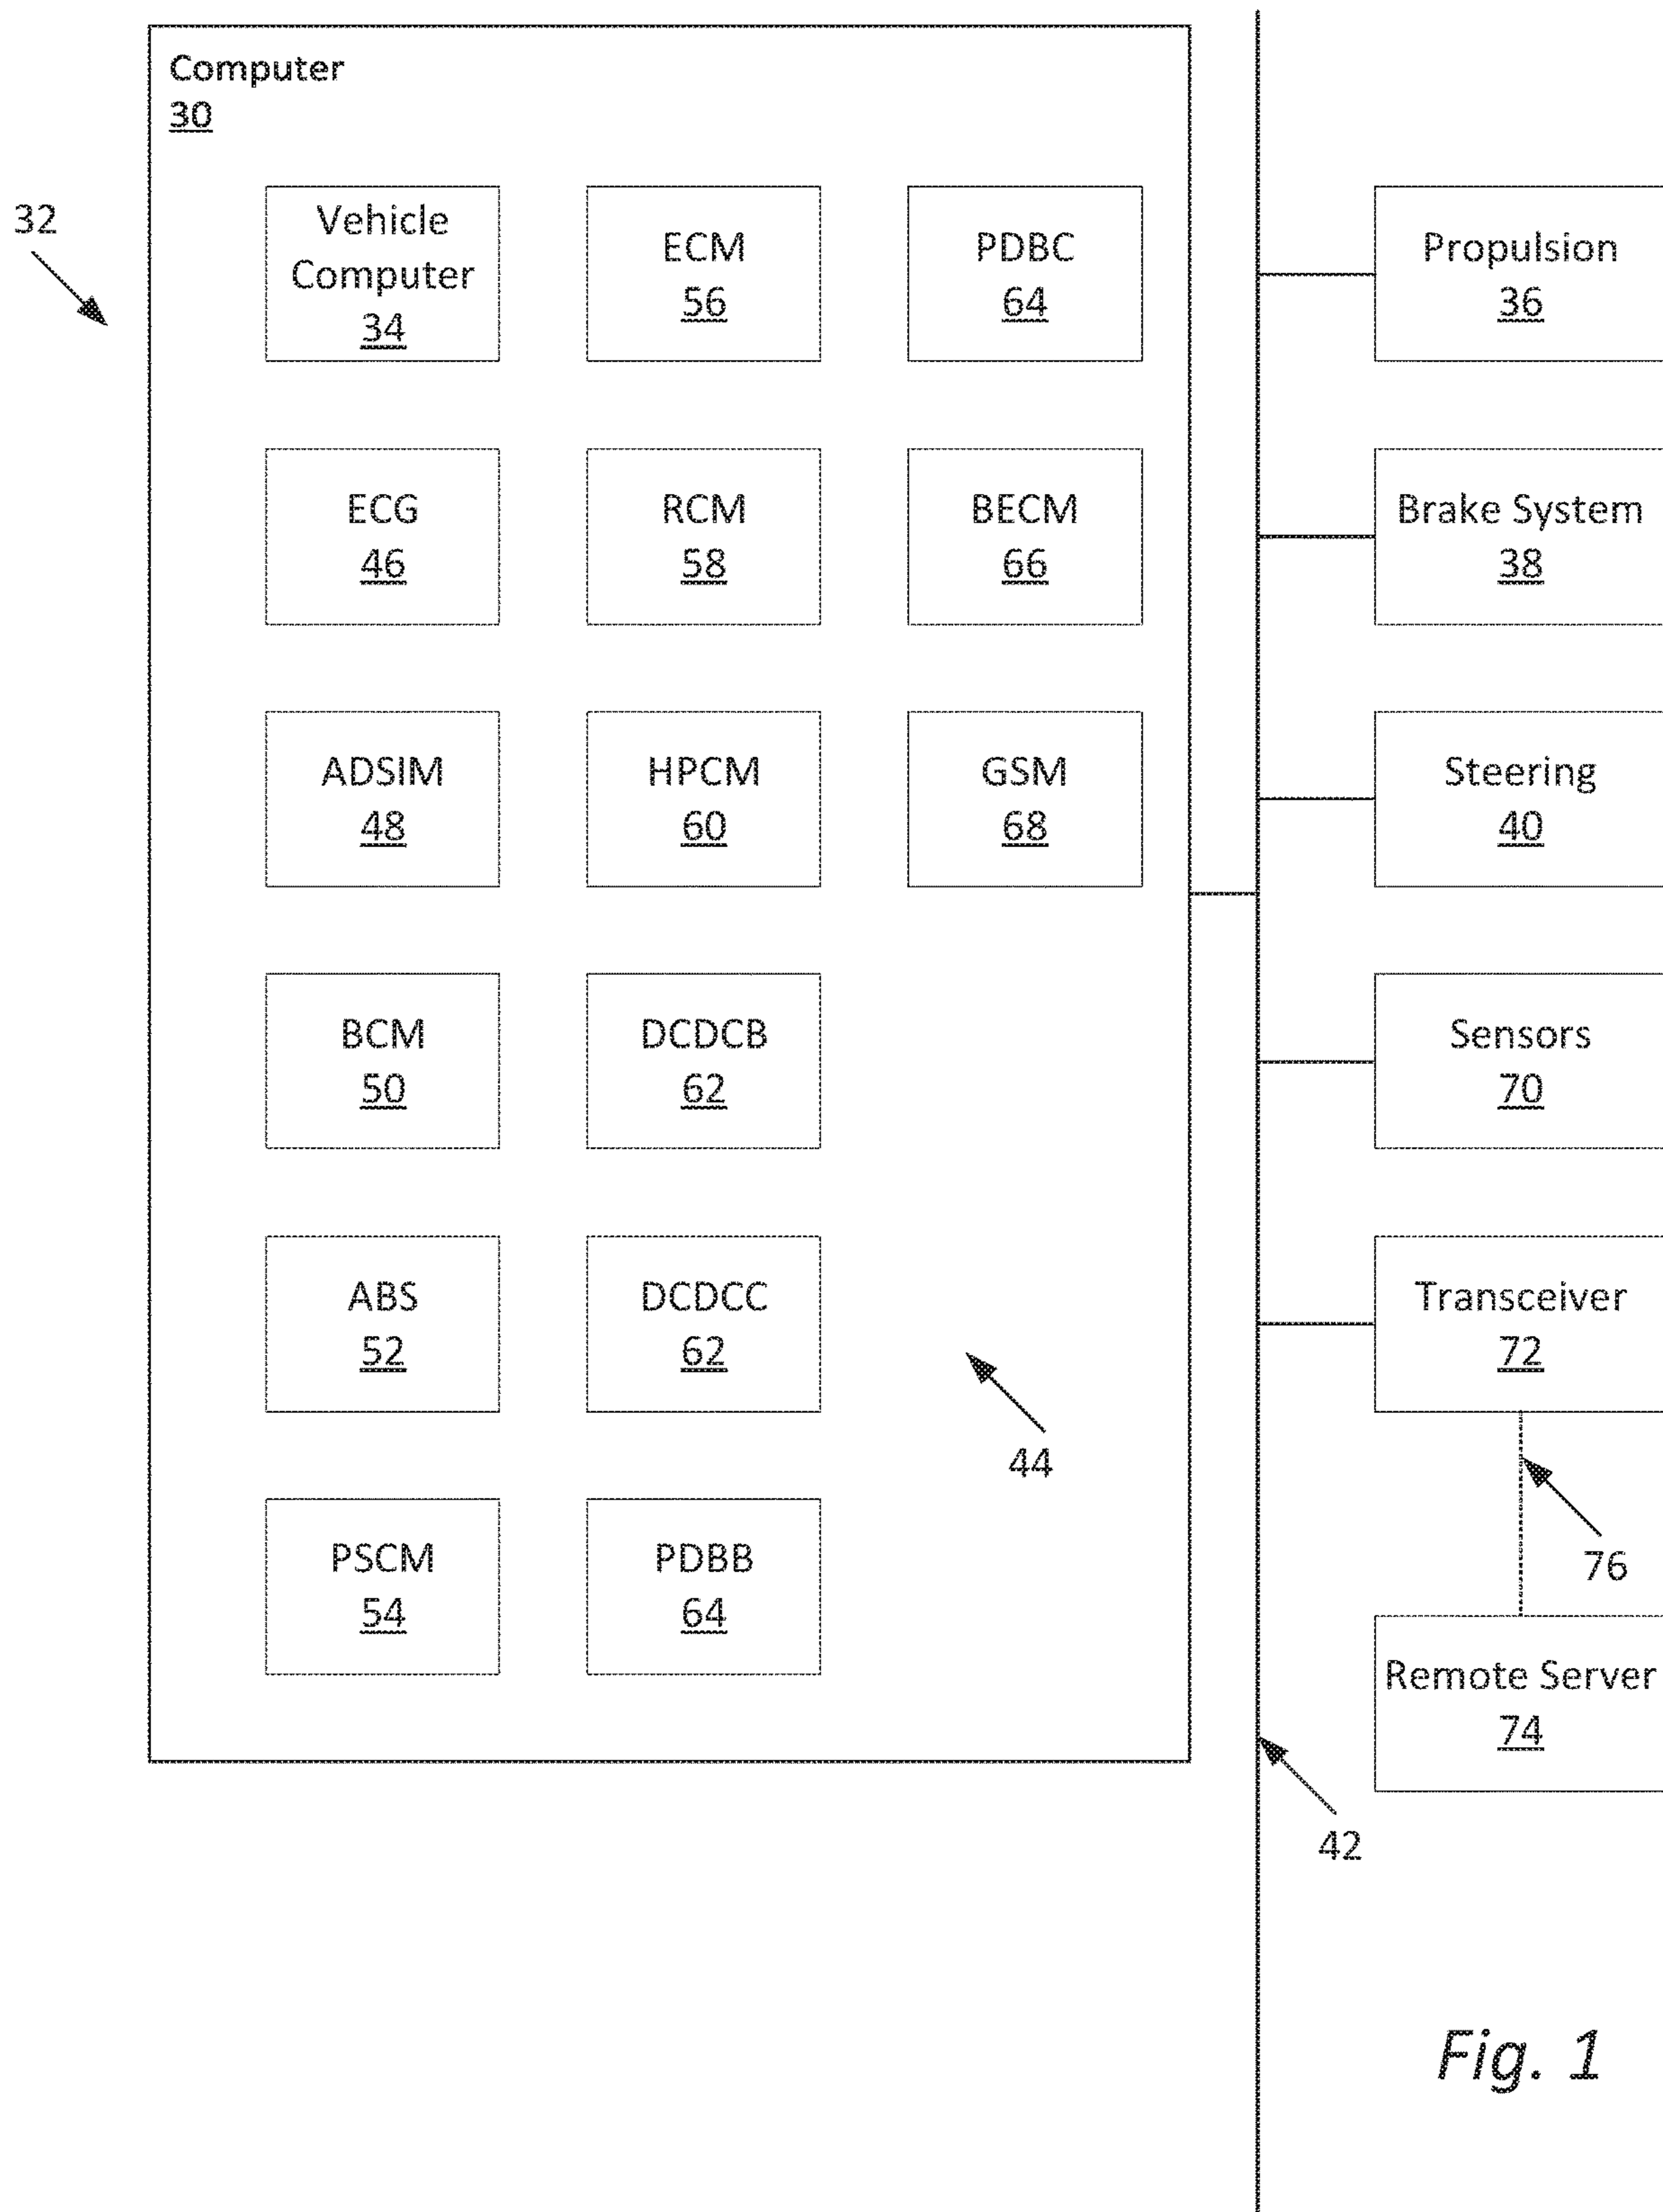 Computer
30
32
Vehicle
Computer
34
ECM
56
PDBC
64
Propulsion
36
ECG
46
RCM
58
BECM
66
Brake System
38
ADSIM
48
HPCM
60
GSM
68
Steering
40
BCM
50
DCDCB
62
Sensors
70
ABS
52
DCDCC
62
44
Transceiver
72
76
PSCM
54
PDBB
64
Remote Server
74
42
Fig. 1